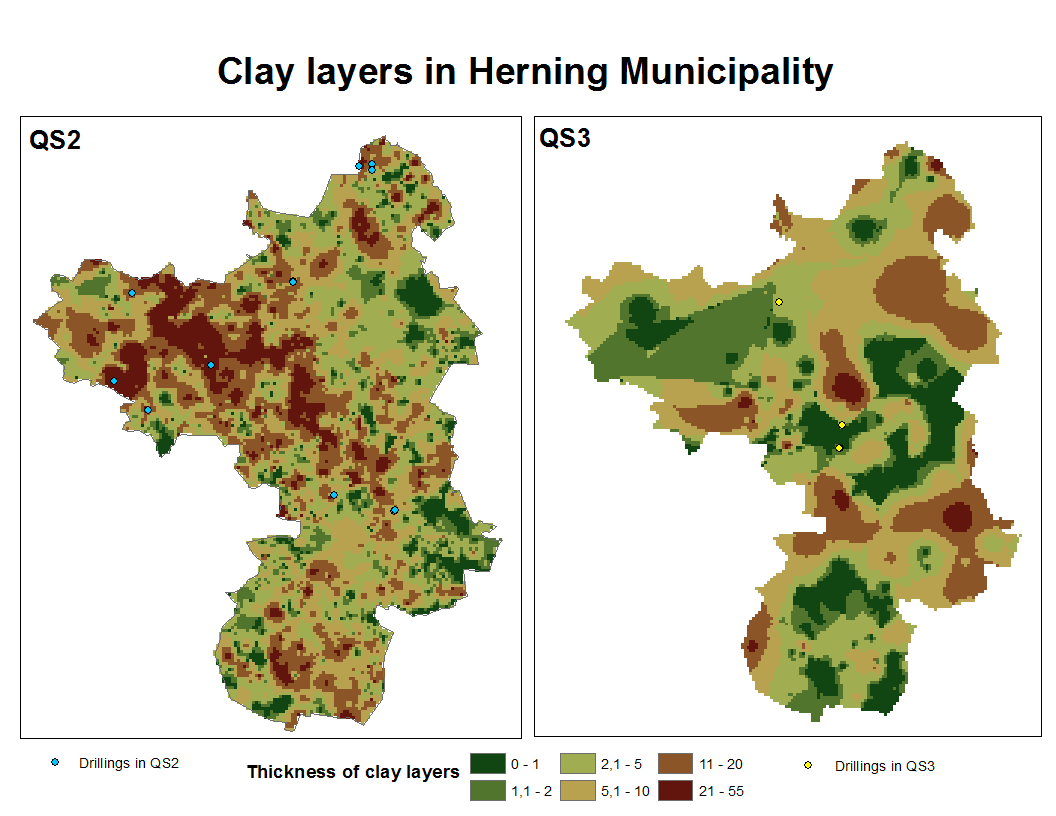 Clay layers in Herning Municipality
QS2
QS3
Drillings in QS2
Thickness of clay layers
0 - 1
1,1 - 2
2,1 - 5
5,1 - 10
11 - 20
21 - 55
Drillings in QS3